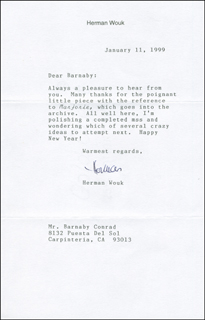 Herman Wouk
January 11, 1999
Dear Barnaby:
Always a pleasure to hear from
you. Many thanks for the poignant
little piece with the reference
to Marjorie, which goes into the
archive. All well here, I'm
polishing a completed mss and
wondering which of several crazy
ideas to attempt next. Happy
New Year!
Warmest regards,
Herman
Herman Wouk
Mr. Barnaby Conrad
8132 Puesta Del Sol
Carpinteria, CA 93013